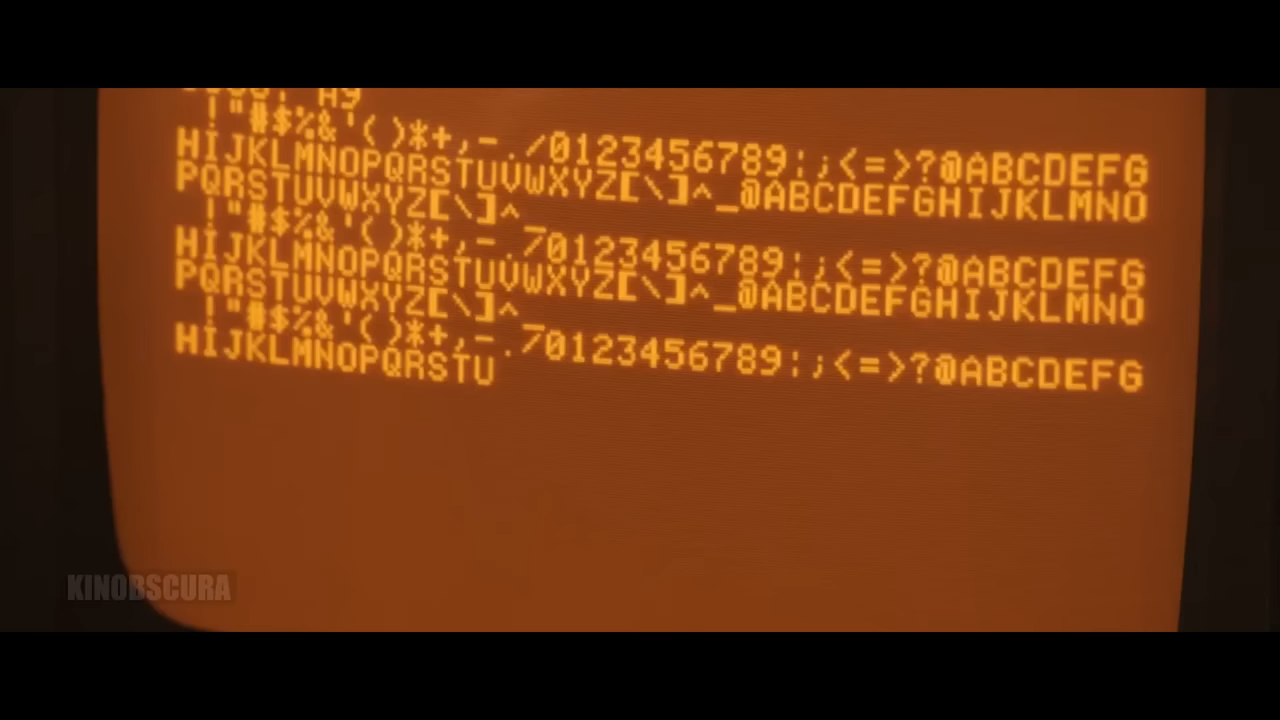 !"#$%&'()*+,-./0123456789:;<=>?@ABCDEFG
HIJKLMNOPQRSTUVWXYZ[\]^_@ABCDEFGHIJKLMNO
PQRSTUVWXYZ[\]^_
 !"#$%&'()*+,-./0123456789:;<=>?@ABCDEFG
HIJKLMNOPQRSTUVWXYZ[\]^_@ABCDEFGHIJKLMNO
PQRSTUVWXYZ[\]^
 !"#$%&'()*+,-./0123456789:;<=>?@ABCDEFG
HIJKLMNOPQRSTU
KINOBSCURA